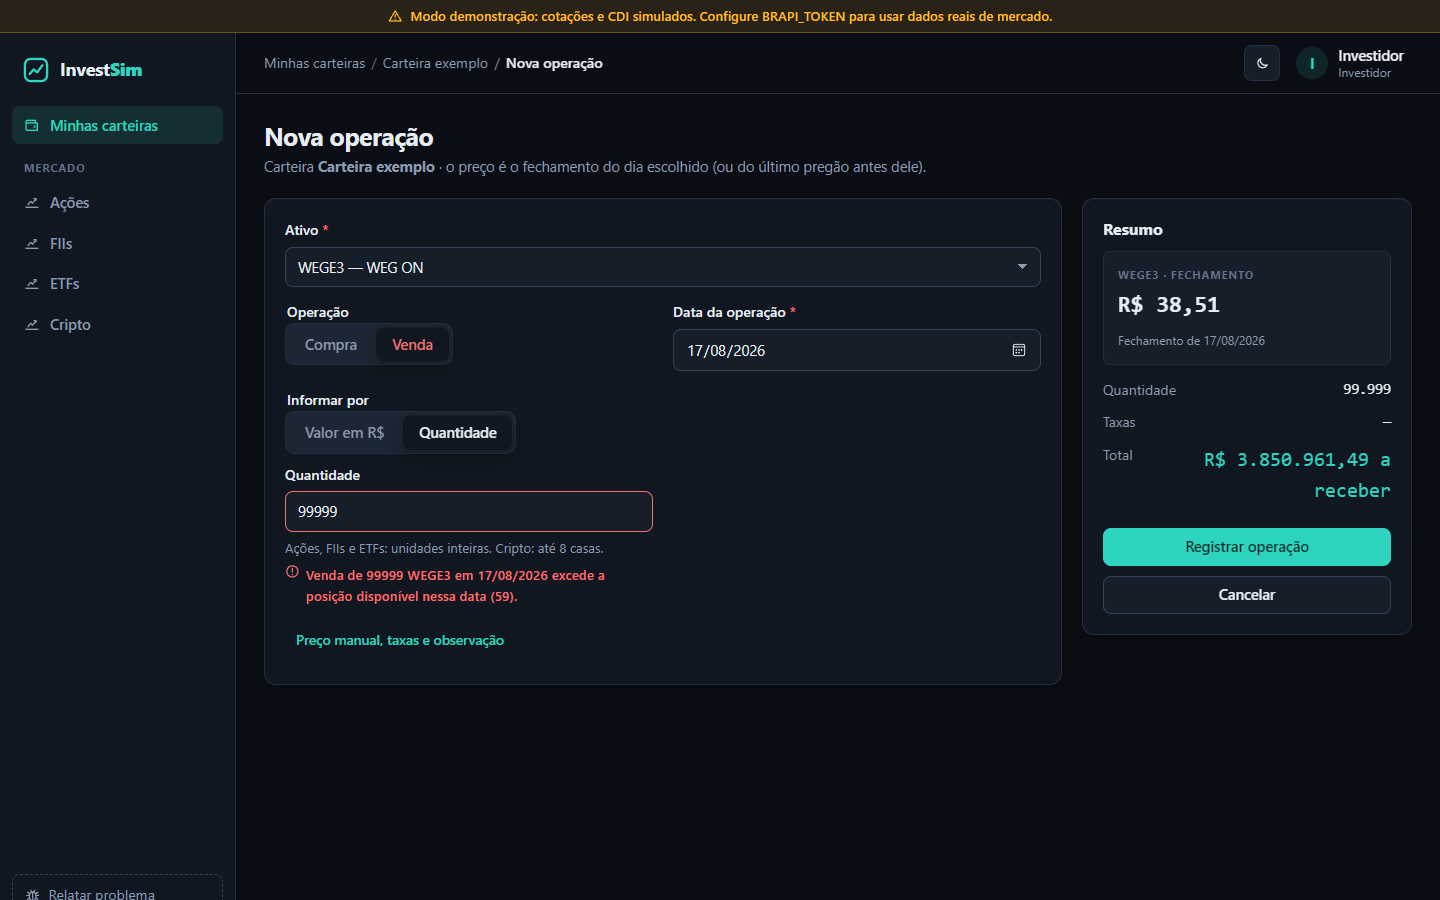 Modo demonstração: cotações e CDI simulados. Configure BRAPI_TOKEN para usar dados reais de mercado.
InvestSim
Minhas carteiras / Carteira exemplo / Nova operação
I
Investidor
Investidor
Minhas carteiras
MERCADO
Ações
FIIs
ETFs
Cripto
Relatar problema
Nova operação
Carteira Carteira exemplo · o preço é o fechamento do dia escolhido (ou do último pregão antes dele).
Ativo *
WEGE3 — WEG ON
Operação
Compra
Venda
Data da operação *
17/08/2026
Informar por
Valor em R$
Quantidade
Quantidade
99999
Ações, FIIs e ETFs: unidades inteiras. Cripto: até 8 casas.
Venda de 99999 WEGE3 em 17/08/2026 excede a
posição disponível nessa data (59).
Preço manual, taxas e observação
Resumo
WEGE3 · FECHAMENTO
R$ 38,51
Fechamento de 17/08/2026
Quantidade 99.999
Taxas —
Total R$ 3.850.961,49 a
receber
Registrar operação
Cancelar